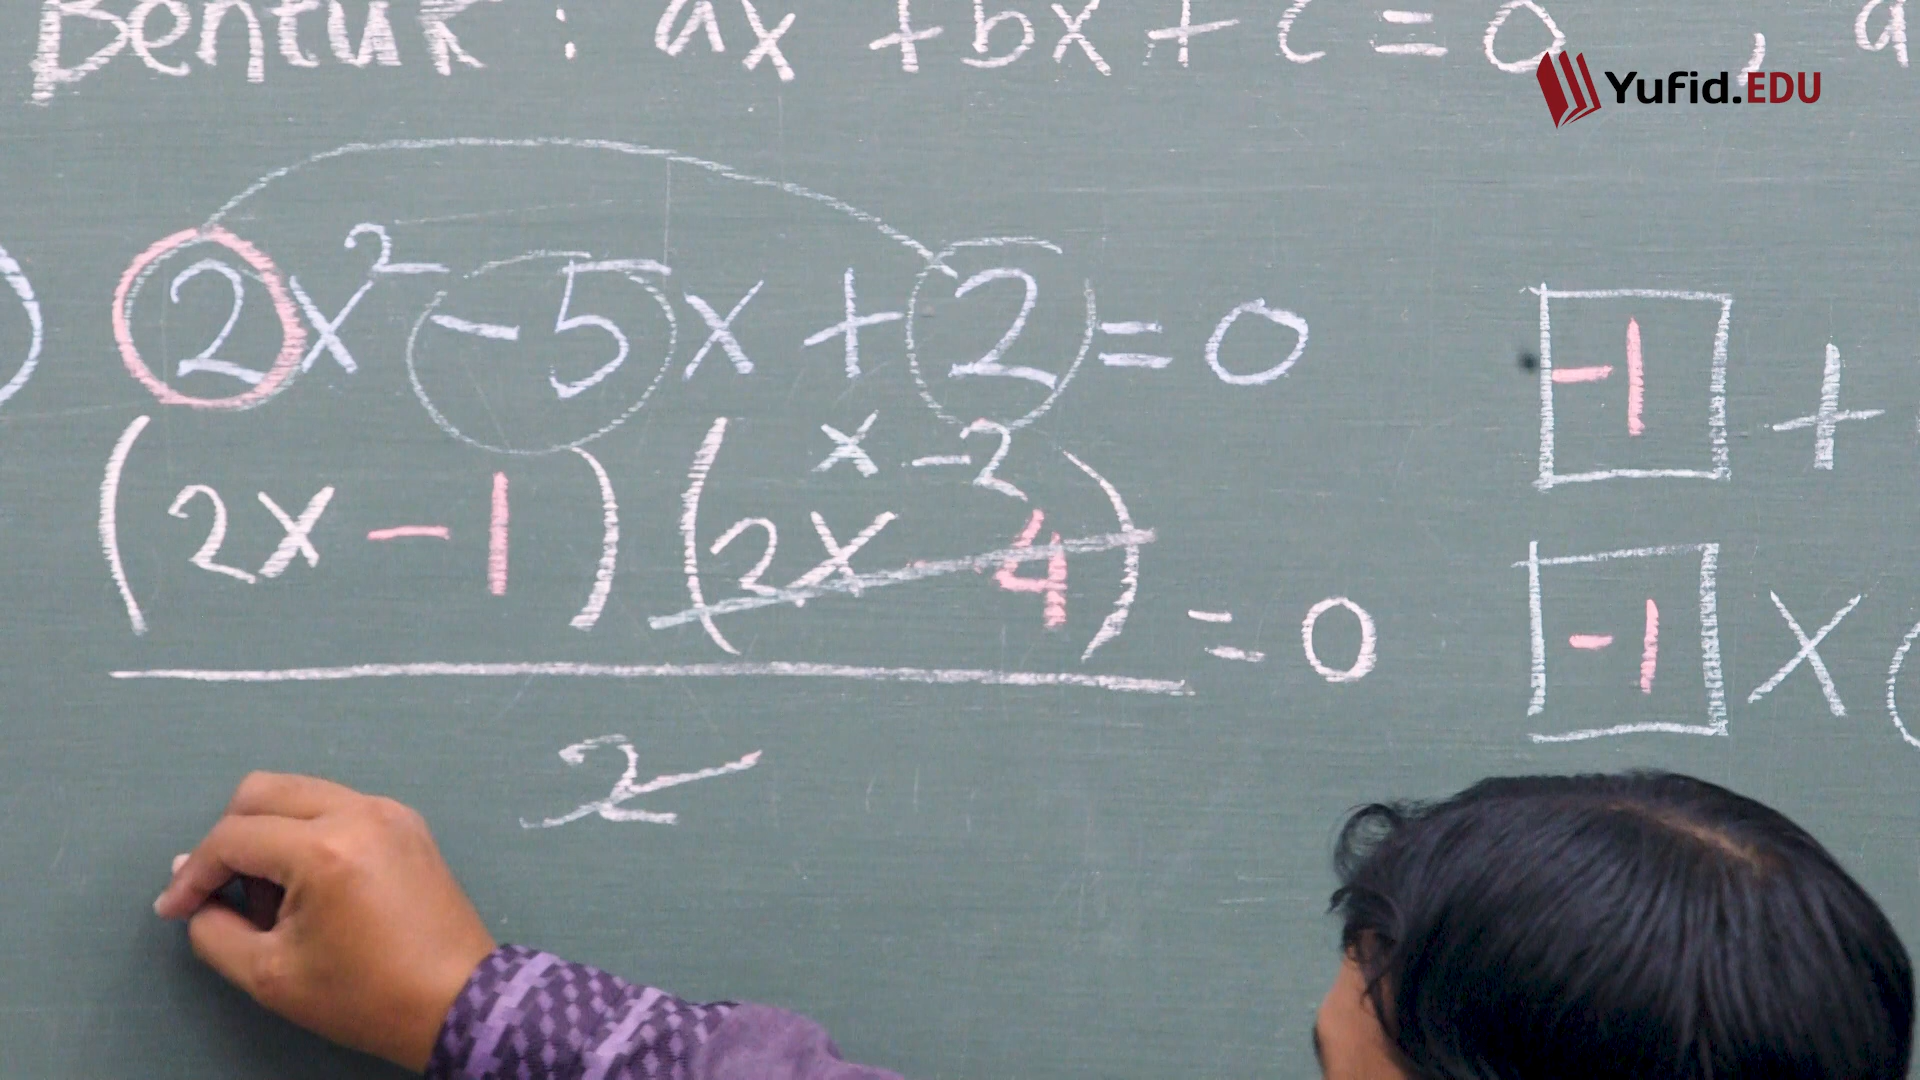 Bentuk : ax + bx + c = 0 , a
Yufid.EDU
2x² - 5x + 2 = 0
x - 2
(2x - 1) (2x - 4) = 0
2
-1 +
-1 x